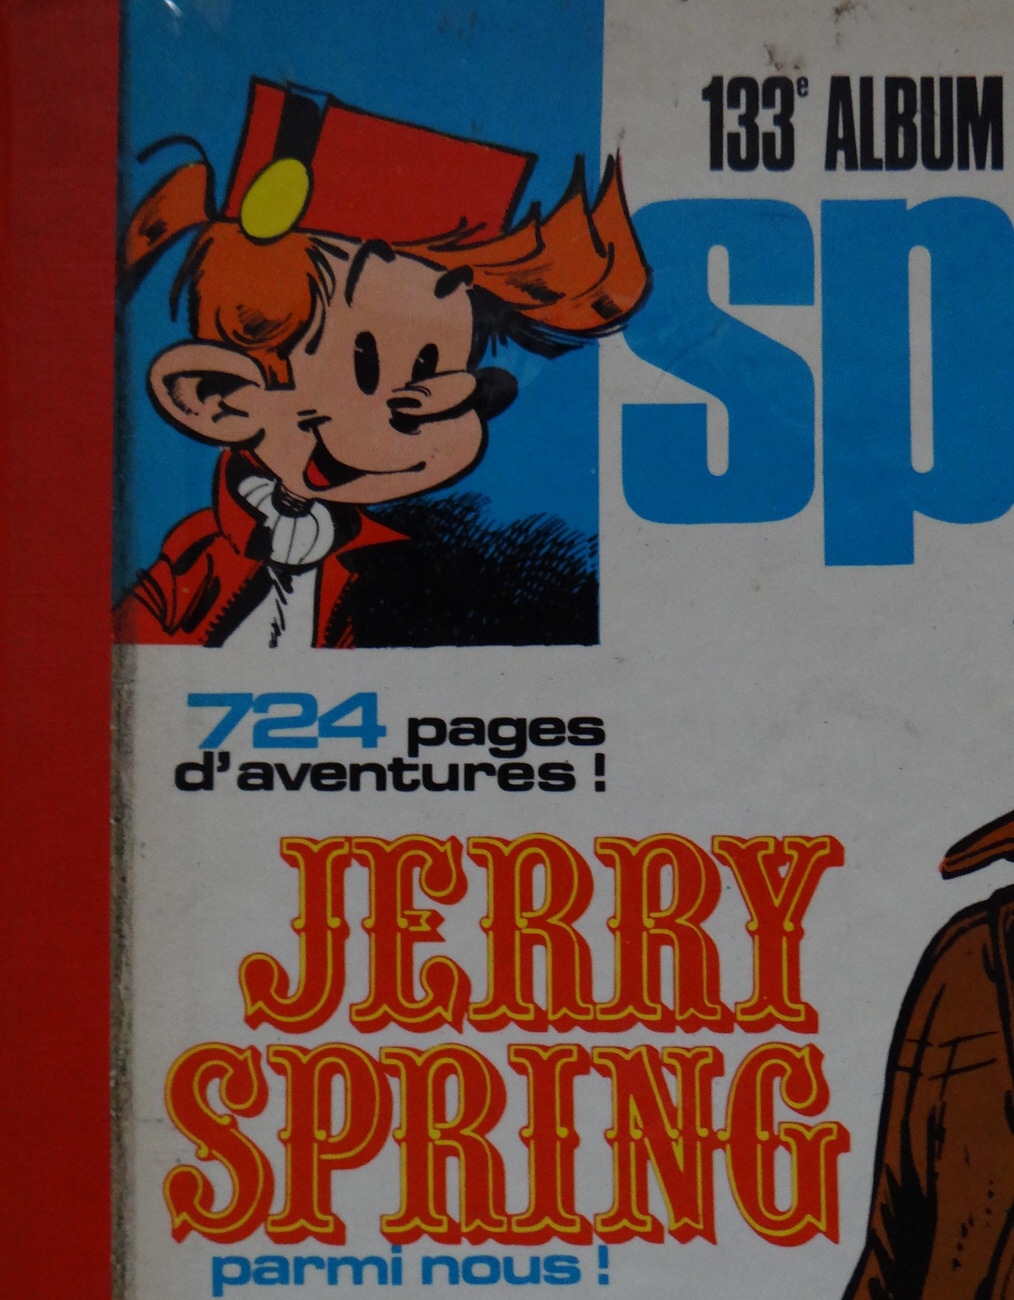 133e ALBUM
sp
724 pages
d'aventures !
JERRY
SPRING
parmi nous !